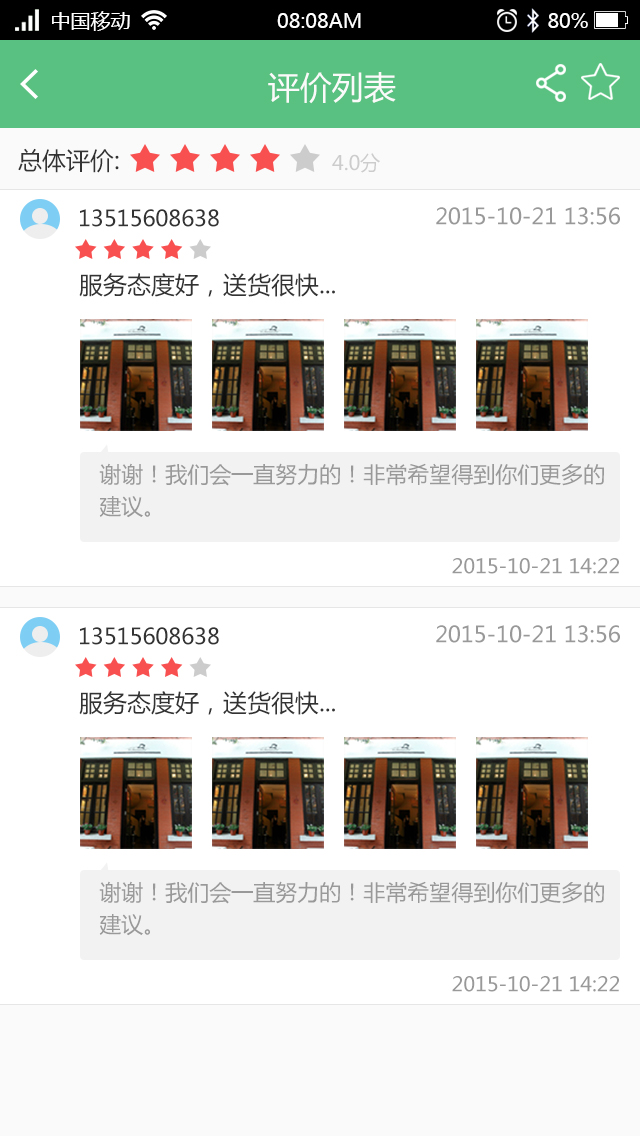 中国移动 08:08AM 80%
评价列表
总体评价: 4.0分
13515608638 2015-10-21 13:56
服务态度好，送货很快...
谢谢！我们会一直努力的！非常希望得到你们更多的
建议。
2015-10-21 14:22
13515608638 2015-10-21 13:56
服务态度好，送货很快...
谢谢！我们会一直努力的！非常希望得到你们更多的
建议。
2015-10-21 14:22